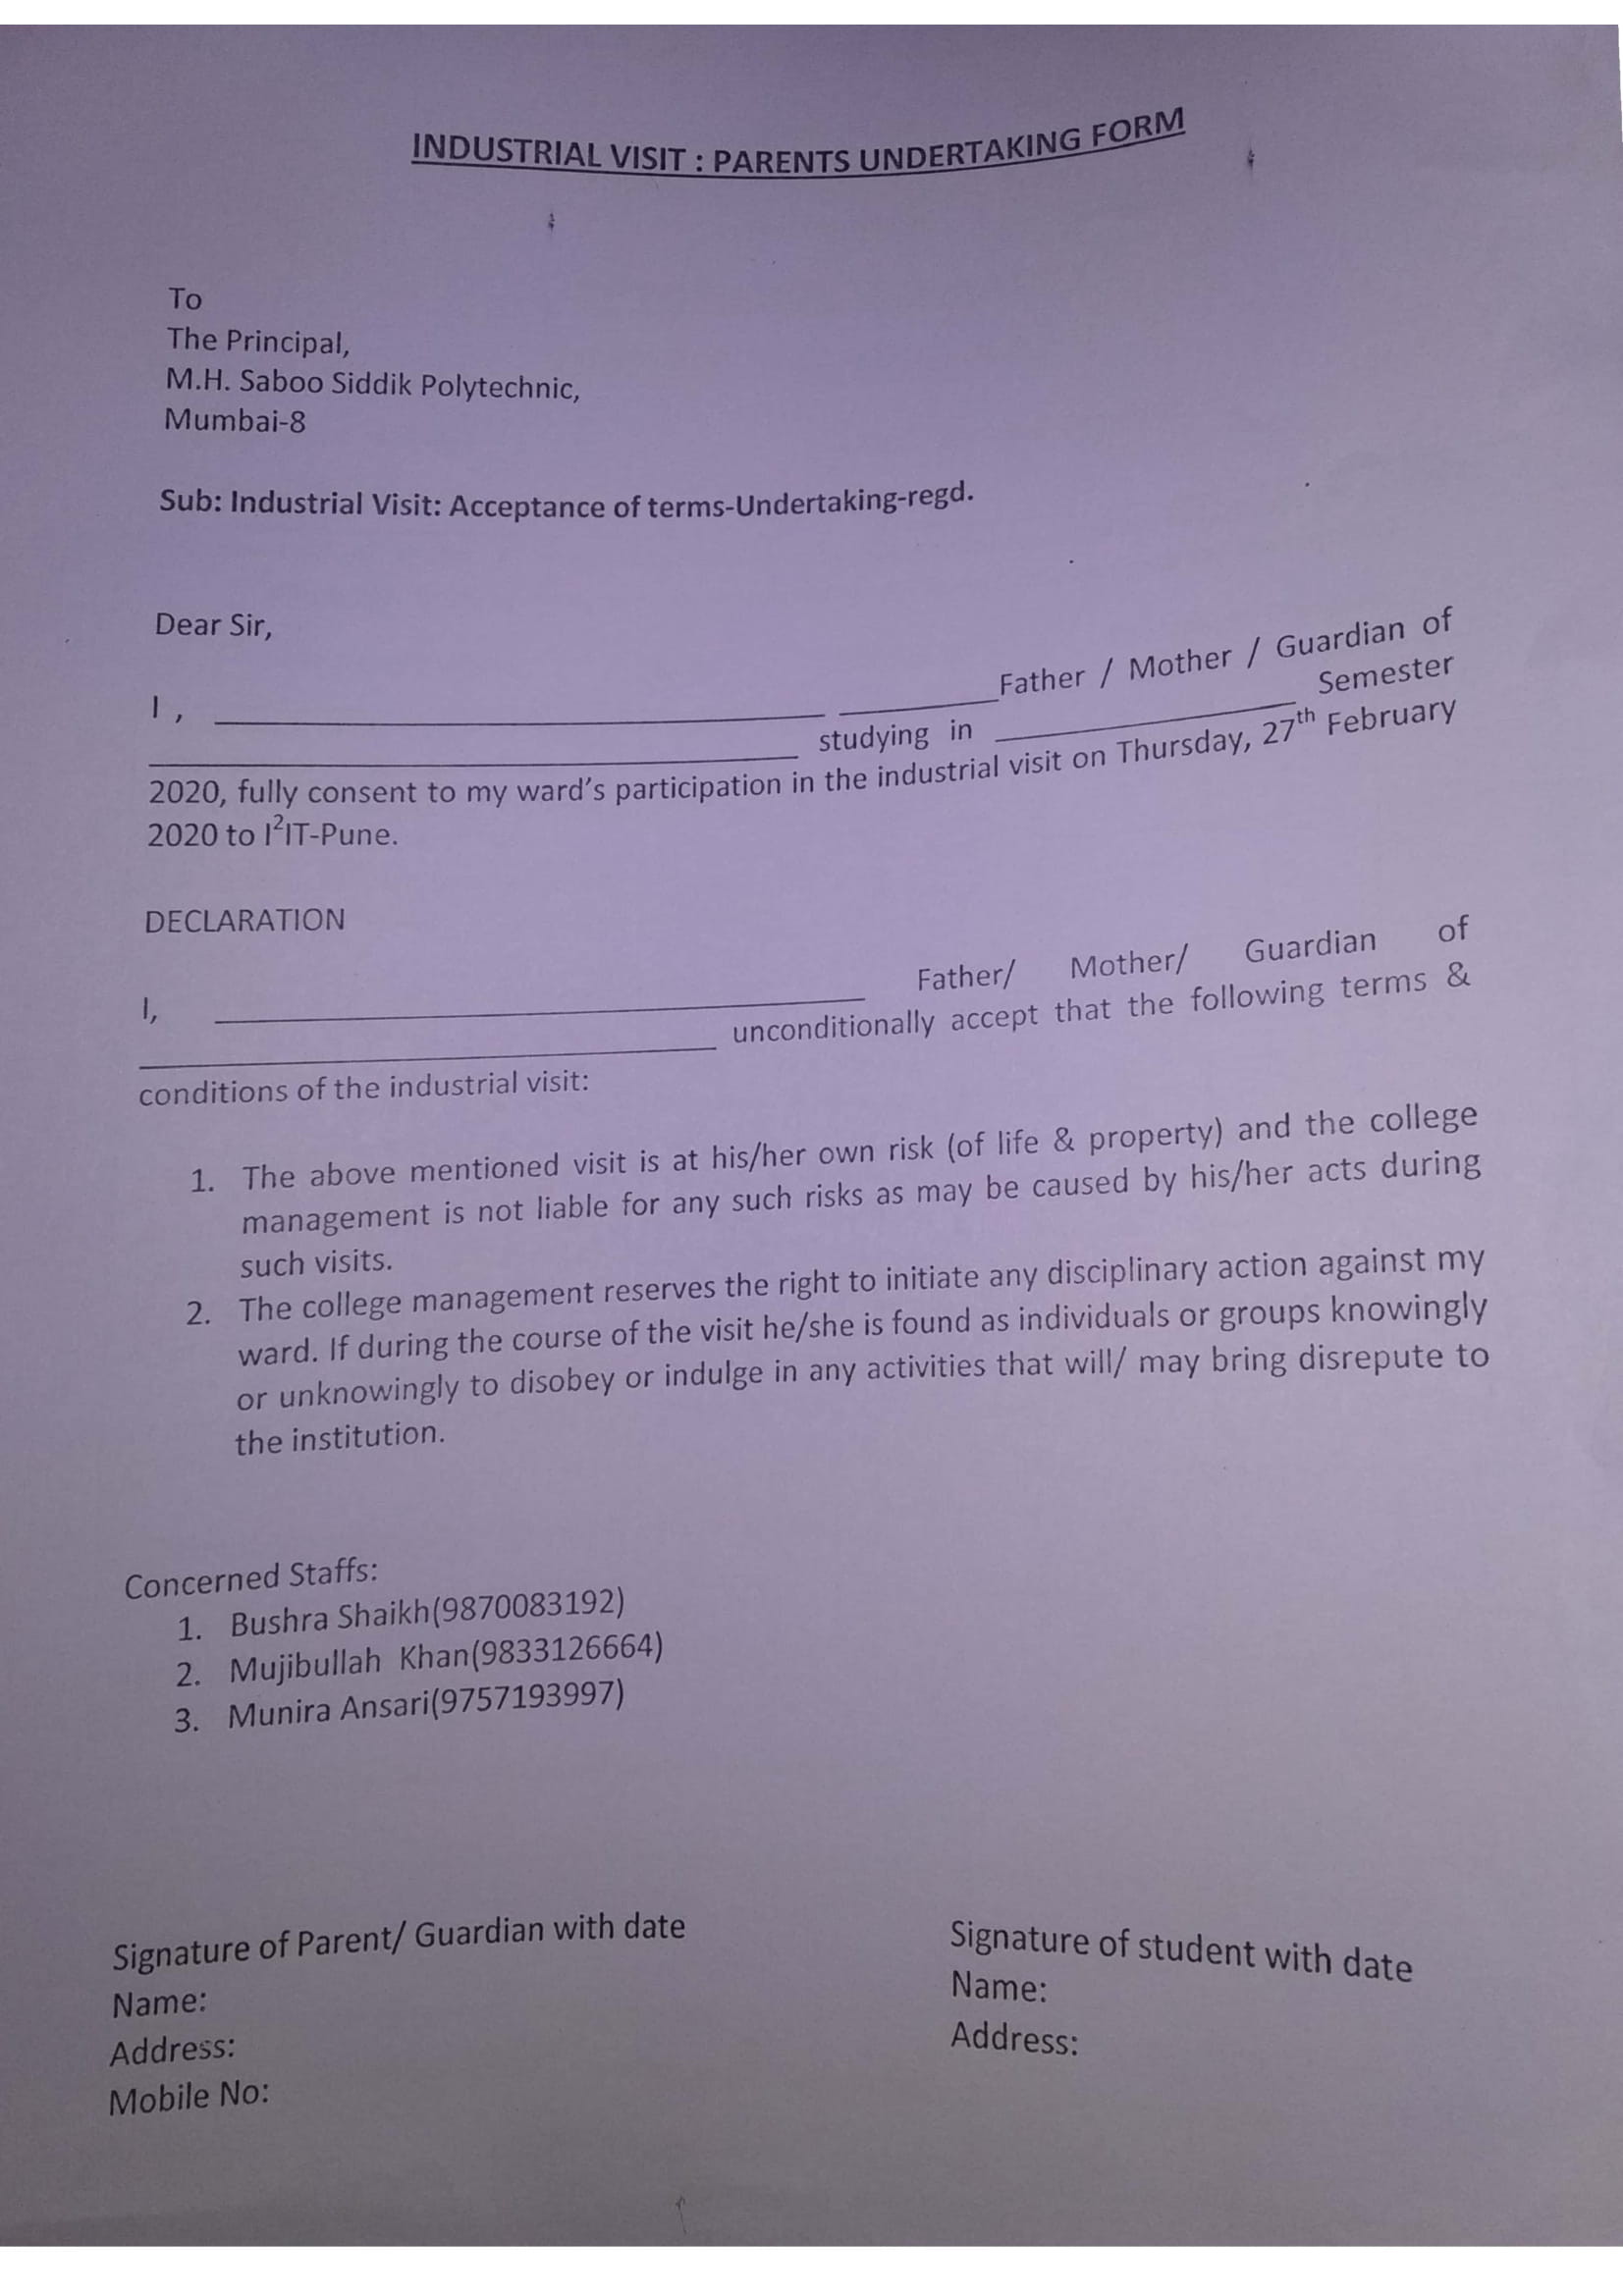 INDUSTRIAL VISIT : PARENTS UNDERTAKING FORM
To
The Principal,
M.H. Saboo Siddik Polytechnic,
Mumbai-8
Sub: Industrial Visit: Acceptance of terms-Undertaking-regd.
Dear Sir,
I , ______________________ ______Father / Mother / Guardian of
______________________ studying in ____________ Semester
2020, fully consent to my ward's participation in the industrial visit on Thursday, 27th February
2020 to I²IT-Pune.
DECLARATION
I, ______________________ Father/ Mother/ Guardian of
______________________ unconditionally accept that the following terms &
conditions of the industrial visit:
1. The above mentioned visit is at his/her own risk (of life & property) and the college
management is not liable for any such risks as may be caused by his/her acts during
such visits.
2. The college management reserves the right to initiate any disciplinary action against my
ward. If during the course of the visit he/she is found as individuals or groups knowingly
or unknowingly to disobey or indulge in any activities that will/ may bring disrepute to
the institution.
Concerned Staffs:
1. Bushra Shaikh(9870083192)
2. Mujibullah Khan(9833126664)
3. Munira Ansari(9757193997)
Signature of Parent/ Guardian with date
Name:
Address:
Mobile No:
Signature of student with date
Name:
Address: